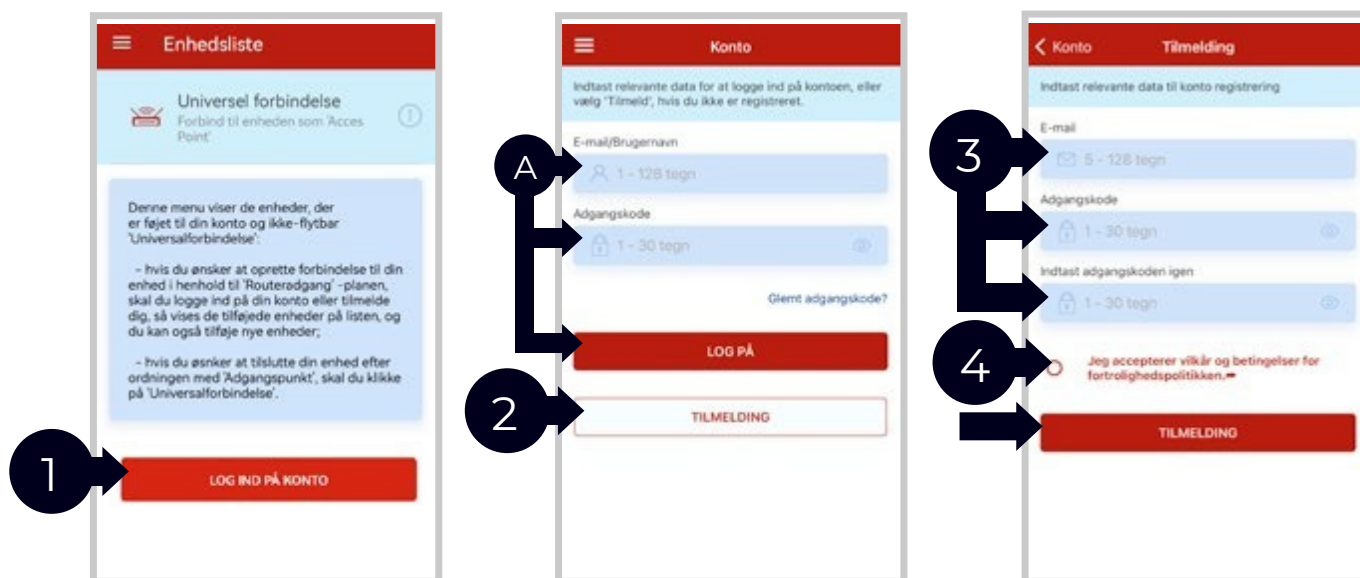 Enhedsliste
Universel forbindelse
Forbind til enheden som 'Acces
Point'
Denne menu viser de enheder, der
er føjet til din konto og ikke-flytbar
'Universalforbindelse':
- hvis du ønsker at oprette forbindelse til din
enhed i henhold til 'Routeradgang' -planen,
skal du logge ind på din konto eller tilmelde
dig, så vises de tilføjede enheder på listen, og
du kan også tilføje nye enheder;
- hvis du øsnker at tilslutte din enhed efter
ordningen med 'Adgangspunkt', skal du klikke
på 'Universalforbindelse'.
1
LOG IND PÅ KONTO
Konto
Indtast relevante data for at logge ind på kontoen, eller
vælg 'Tilmeld', hvis du ikke er registreret.
E-mail/Brugernavn
A
1 - 128 tegn
Adgangskode
1 - 30 tegn
Glemt adgangskode?
LOG PÅ
2
TILMELDING
Konto
Tilmelding
Indtast relevante data til konto registrering
E-mail
3
5 - 128 tegn
Adgangskode
1 - 30 tegn
Indtast adgangskoden igen
1 - 30 tegn
4
Jeg accepterer vilkår og betingelser for
fortrolighedspolitikken.
TILMELDING